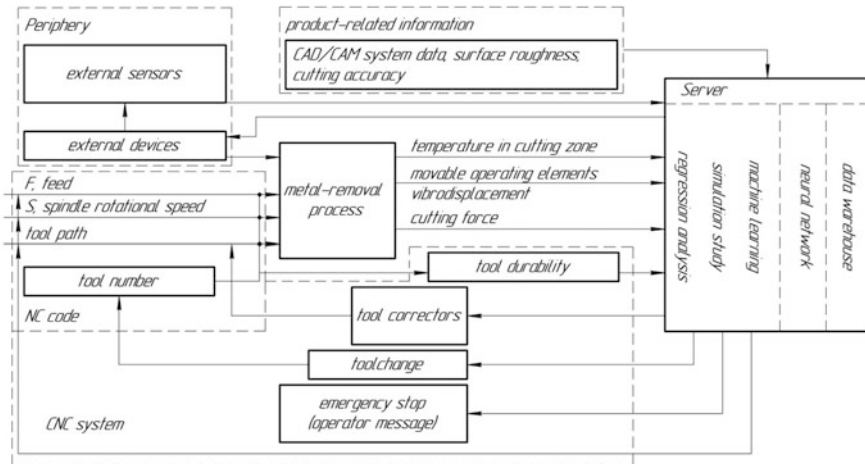 Periphery
external sensors
external devices
product-related information
CAD/CAM system data, surface roughness,
cutting accuracy
Server
regression analysis
simulation study
machine learning
neural network
data warehouse
F, feed
S, spindle rotational speed
tool path
tool number
NC code
metal-removal
process
temperature in cutting zone
movable operating elements
vibrodisplacement
cutting force
tool durability
tool correctors
toolchange
emergency stop
(operator message)
CNC system